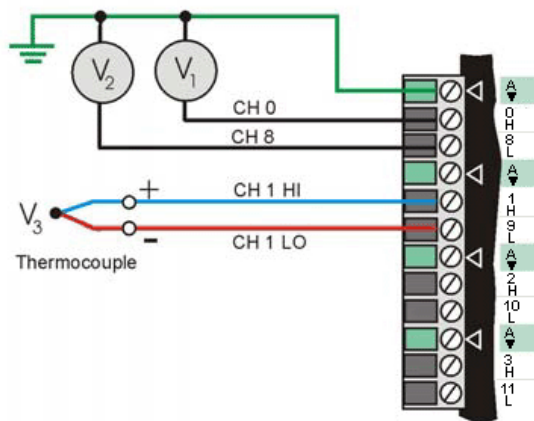 V2
V1
CH 0
CH 8
+
CH 1 HI
V3
-
CH 1 LO
Thermocouple
A
0
H
8
L
A
1
H
9
L
A
2
H
10
L
A
3
H
11
L